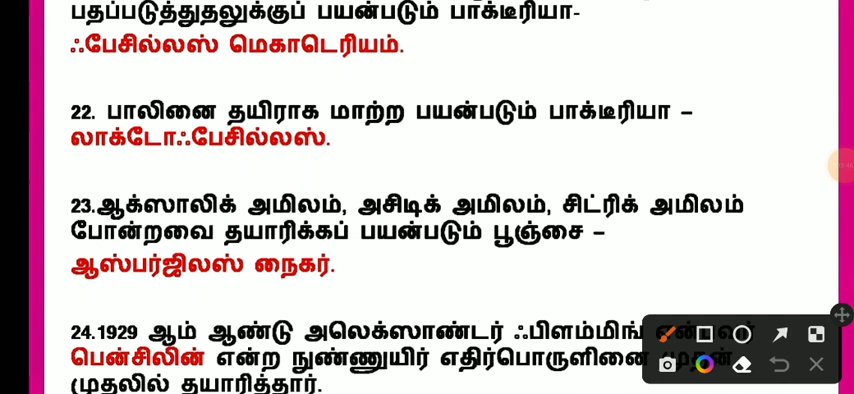 பதப்படுத்துதலுக்குப் பயன்படும் பாக்டீரியா-
ஃபேசில்லஸ் மெகாடெரியம்.
22. பாலினை தயிராக மாற்ற பயன்படும் பாக்டீரியா –
லாக்டோஃபேசில்லஸ்.
23.ஆக்ஸாலிக் அமிலம், அசிடிக் அமிலம், சிட்ரிக் அமிலம்
போன்றவை தயாரிக்கப் பயன்படும் பூஞ்சை –
ஆஸ்பர்ஜிலஸ் நைகர்.
24.1929 ஆம் ஆண்டு அலெக்ஸாண்டர் ஃபிளம்மிங்
பென்சிலின் என்ற நுண்ணுயிர் எதிர்பொருளினை
முதலில் தயாரித்தார்.